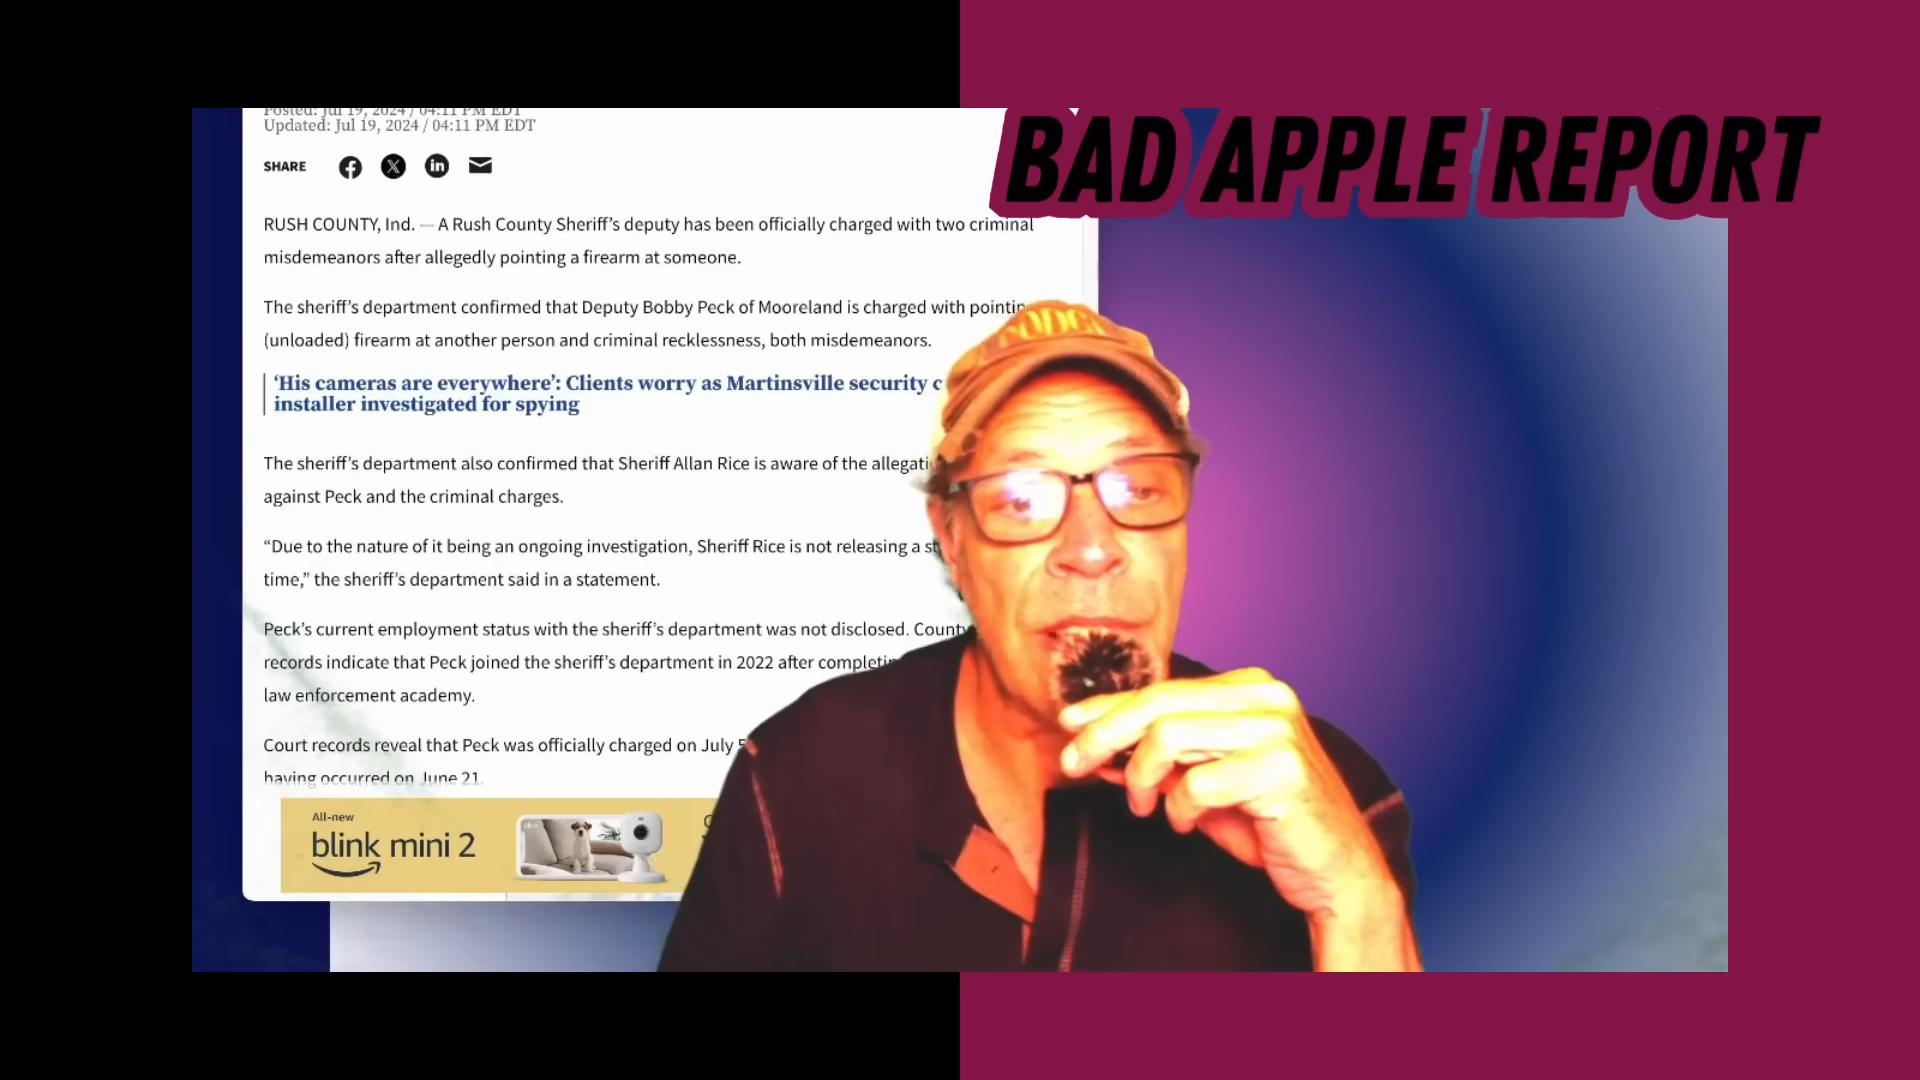 Posted: Jul 19, 2024 / 04:11 PM EDT
Updated: Jul 19, 2024 / 04:11 PM EDT
BAD APPLE REPORT
SHARE
RUSH COUNTY, Ind. — A Rush County Sheriff’s deputy has been officially charged with two criminal
misdemeanors after allegedly pointing a firearm at someone.
The sheriff’s department confirmed that Deputy Bobby Peck of Mooreland is charged with
(unloaded) firearm at another person and criminal recklessness, both misdemeanors.
‘His cameras are everywhere’: Clients worry as Martinsville security
installer investigated for spying
The sheriff’s department also confirmed that Sheriff Allan Rice is aware of the
against Peck and the criminal charges.
“Due to the nature of it being an ongoing investigation, Sheriff Rice is not releasing a
time,” the sheriff’s department said in a statement.
Peck’s current employment status with the sheriff’s department was not disclosed. County
records indicate that Peck joined the sheriff’s department in 2022 after
law enforcement academy.
Court records reveal that Peck was officially charged on July
having occurred on June 21.
All-new
blink mini 2